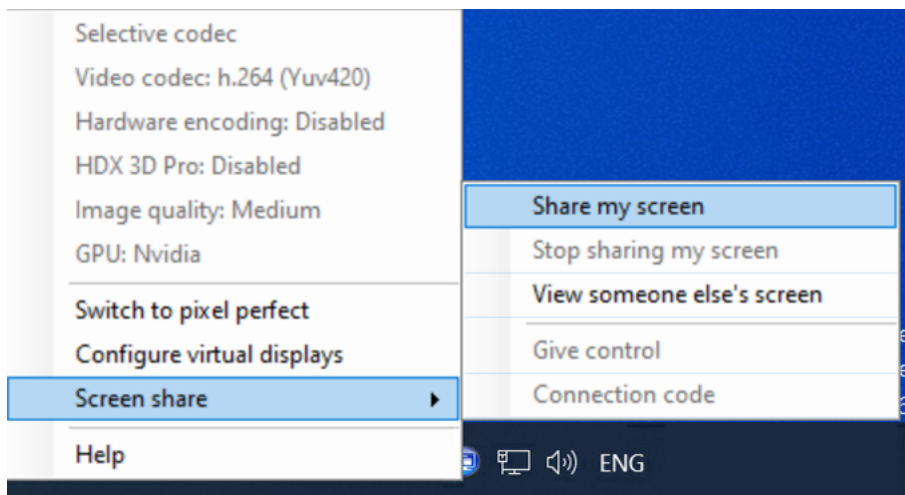 Selective codec
Video codec: h.264 (Yuv420)
Hardware encoding: Disabled
HDX 3D Pro: Disabled
Image quality: Medium
GPU: Nvidia
Switch to pixel perfect
Configure virtual displays
Screen share
Help
Share my screen
Stop sharing my screen
View someone else's screen
Give control
Connection code
ENG